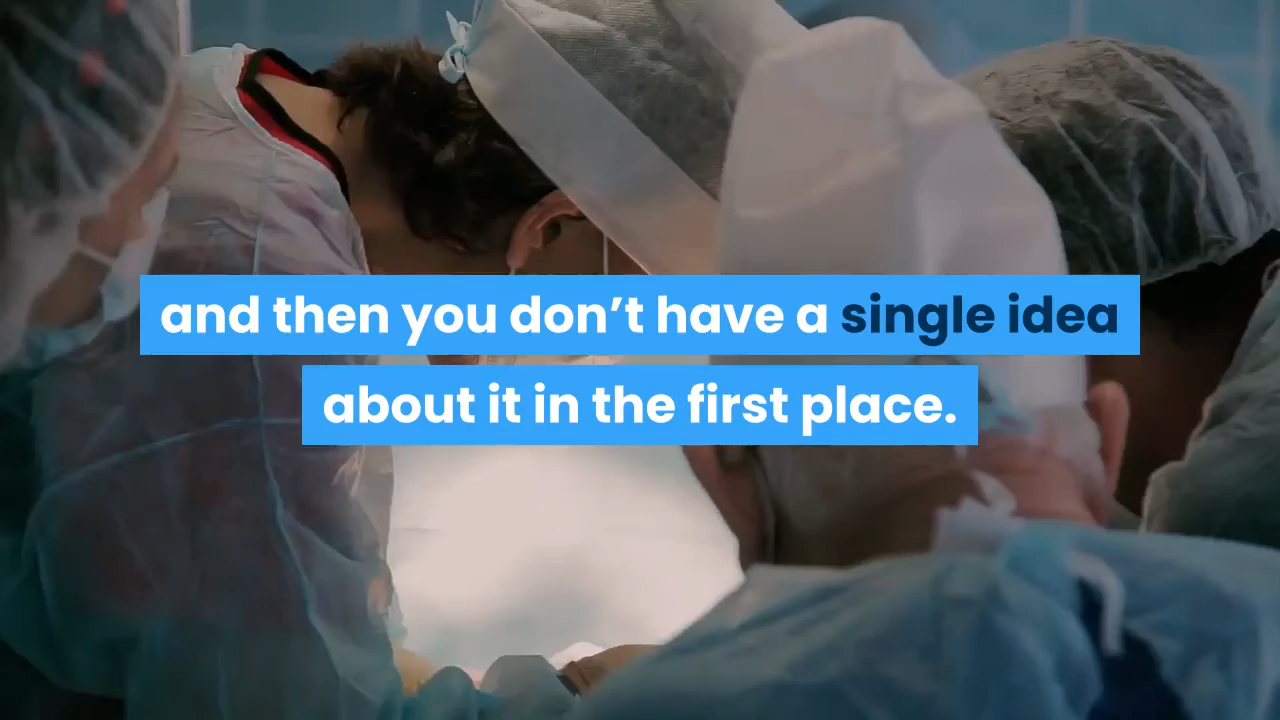 and then you don’t have a single idea
about it in the first place.